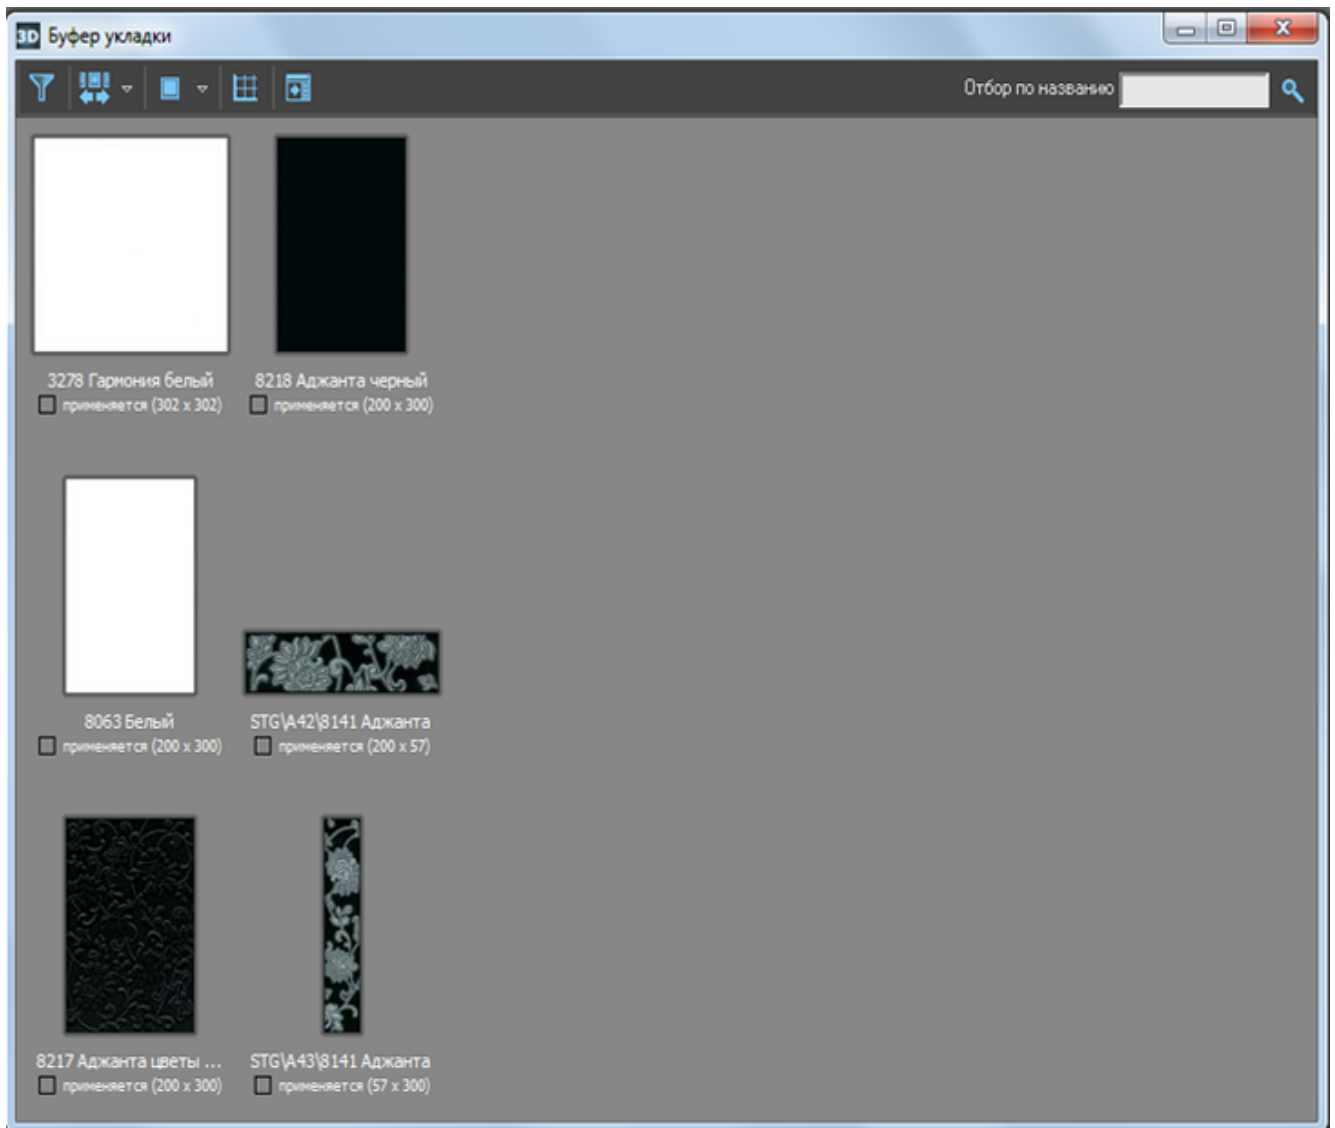 3D Буфер укладки
Отбор по названию
3278 Гармония белый
применяется (302 x 302)
8218 Аджанта черный
применяется (200 x 300)
8063 Белый
применяется (200 x 300)
STG\A42\8141 Аджанта
применяется (200 x 57)
8217 Аджанта цветы ...
применяется (200 x 300)
STG\A43\8141 Аджанта
применяется (57 x 300)